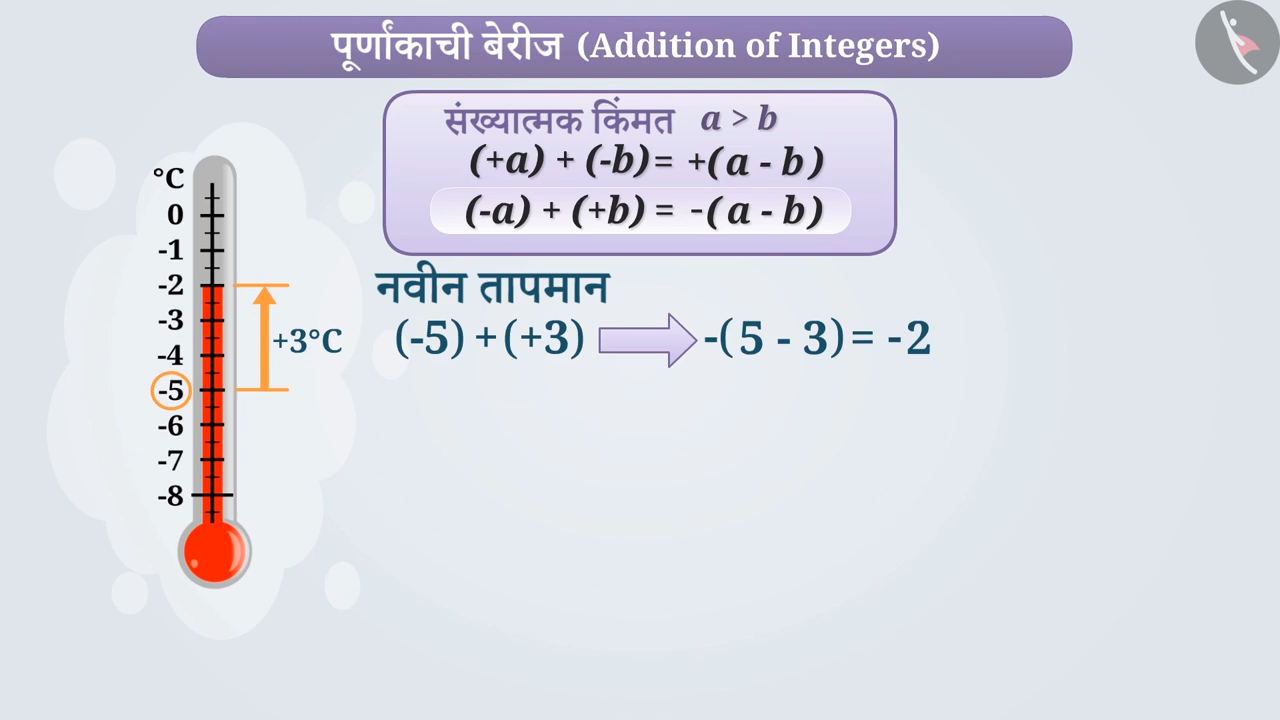 पूर्णांकाची बेरीज (Addition of Integers)
संख्यात्मक किंमत a > b
(+a) + (-b) = +( a - b )
(-a) + (+b) = -( a - b )
नवीन तापमान
(-5) + (+3) -( 5 - 3 ) = -2
°C
0
-1
-2
-3
-4
-5
-6
-7
-8
+3°C